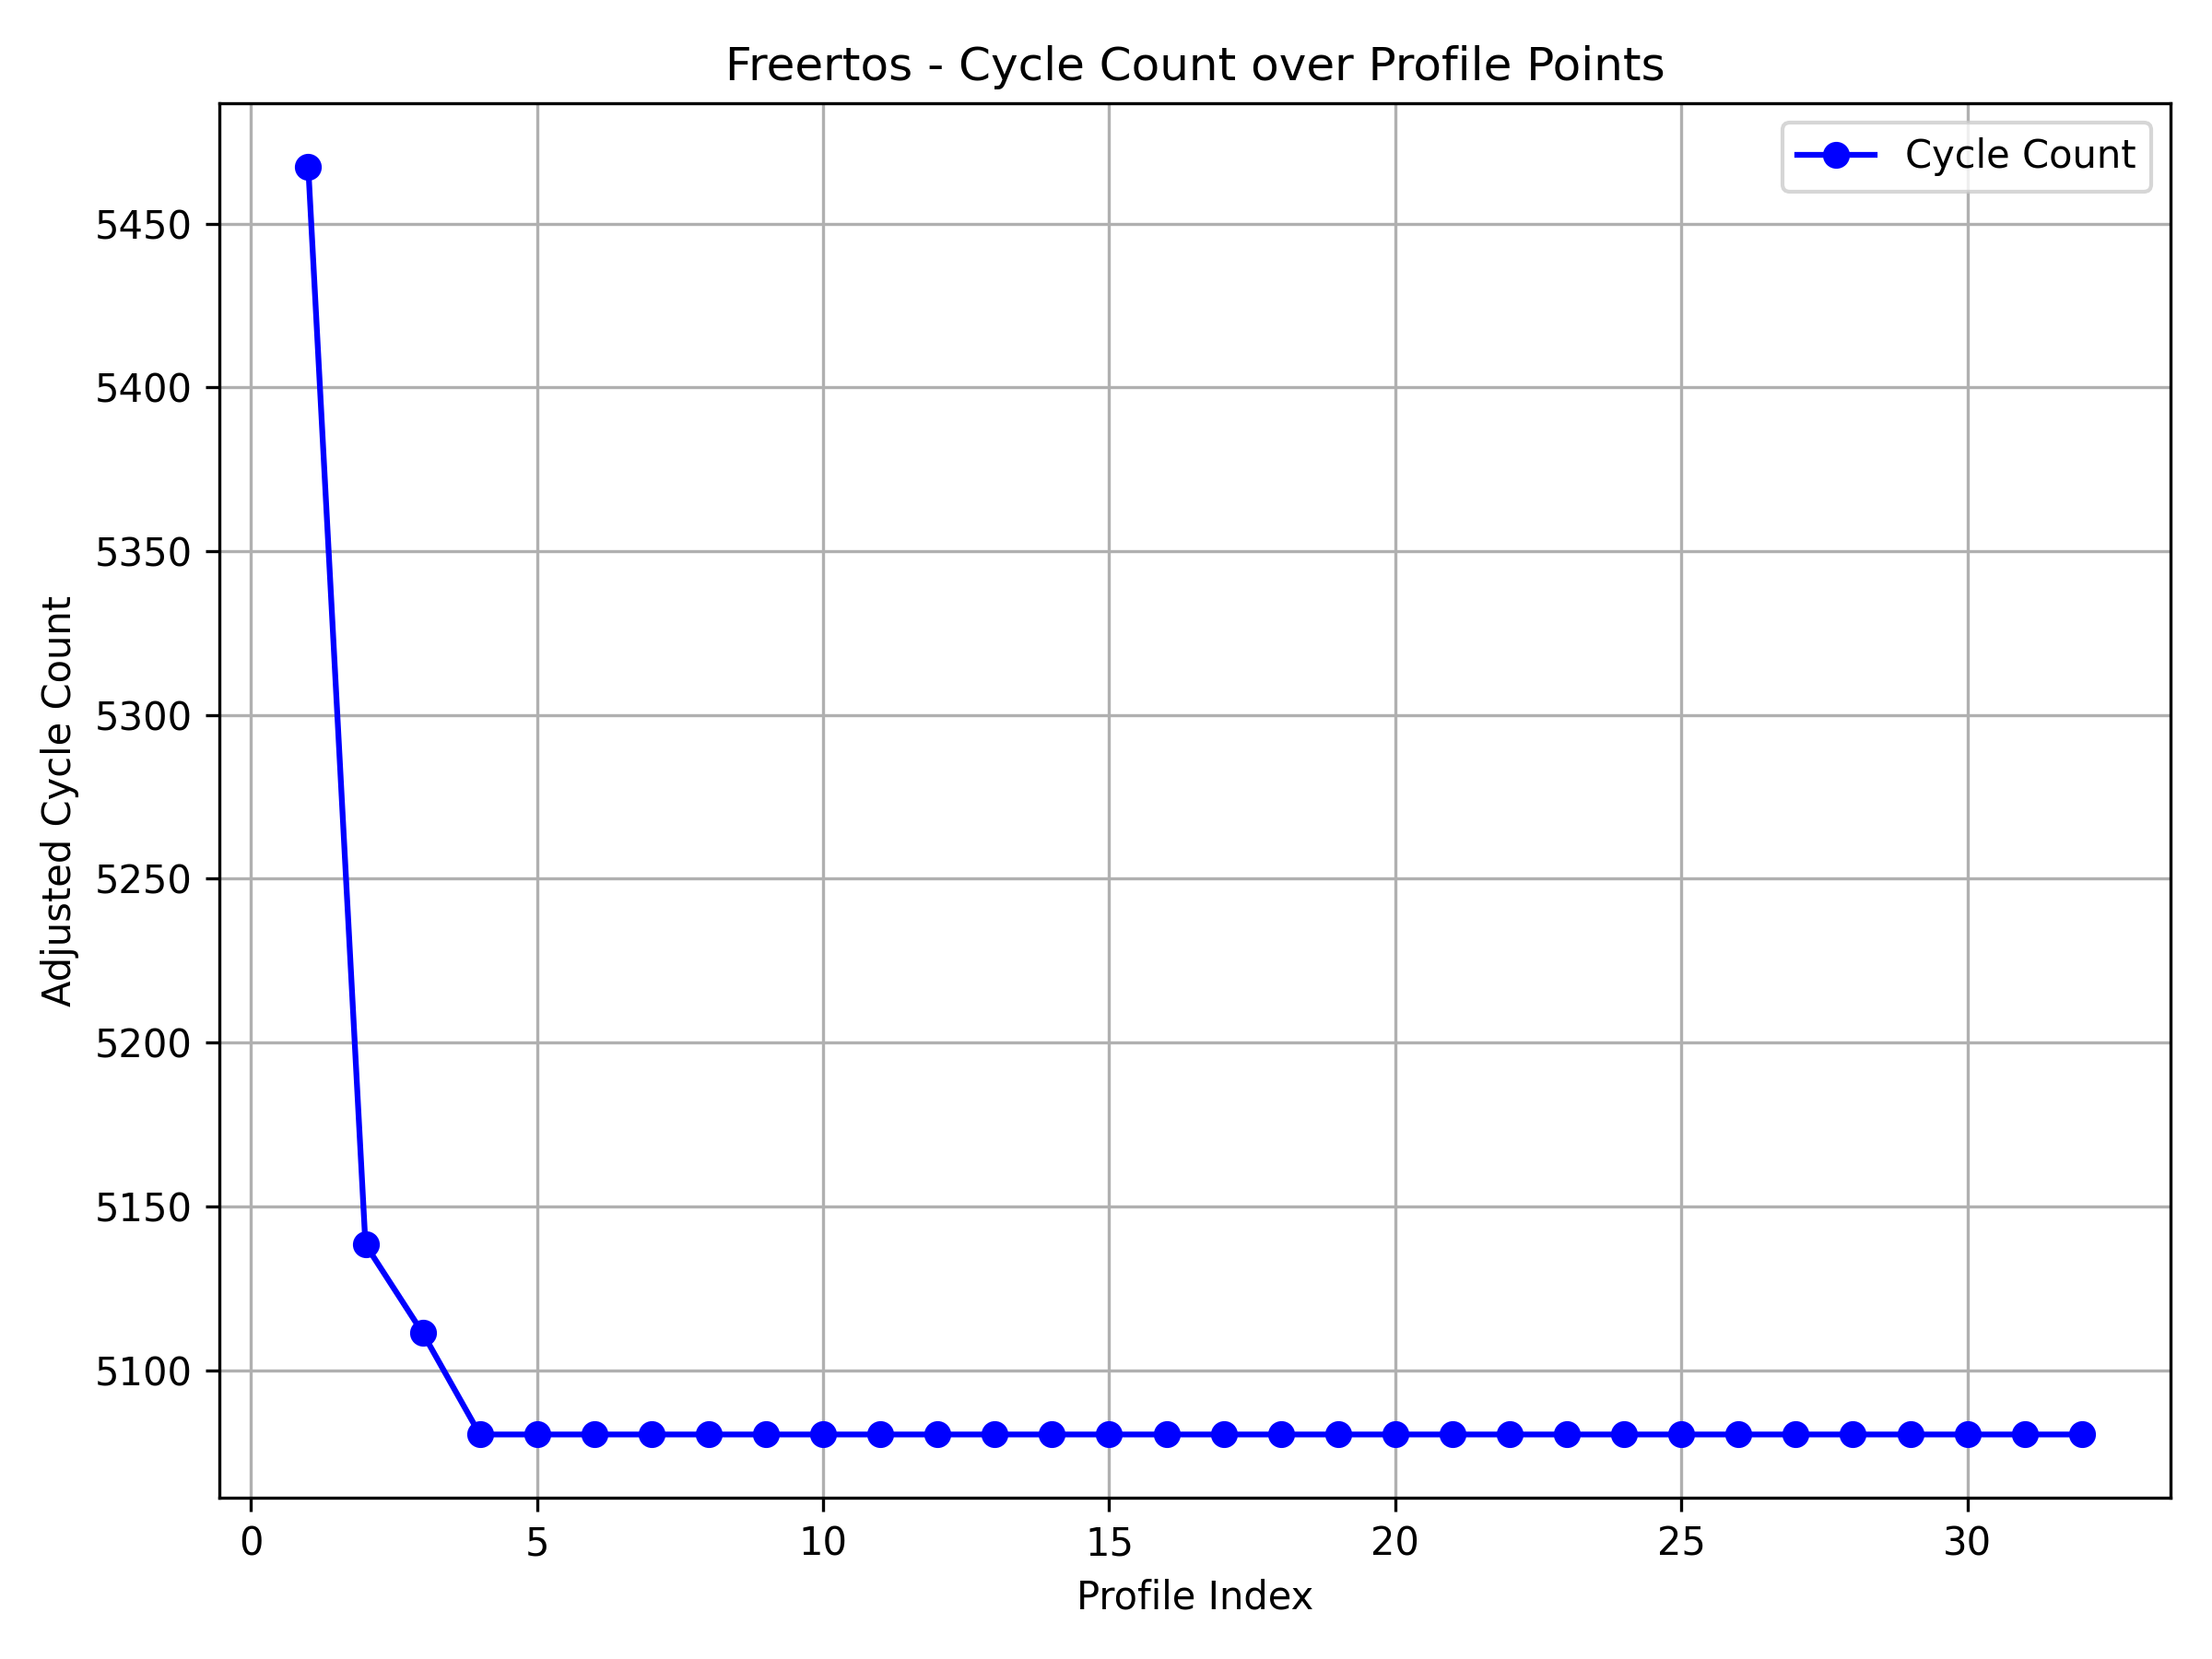 Freertos - Cycle Count over Profile Points
Cycle Count
5450
5400
5350
5300
5250
5200
5150
5100
Adjusted Cycle Count
0 5 10 15 20 25 30
Profile Index